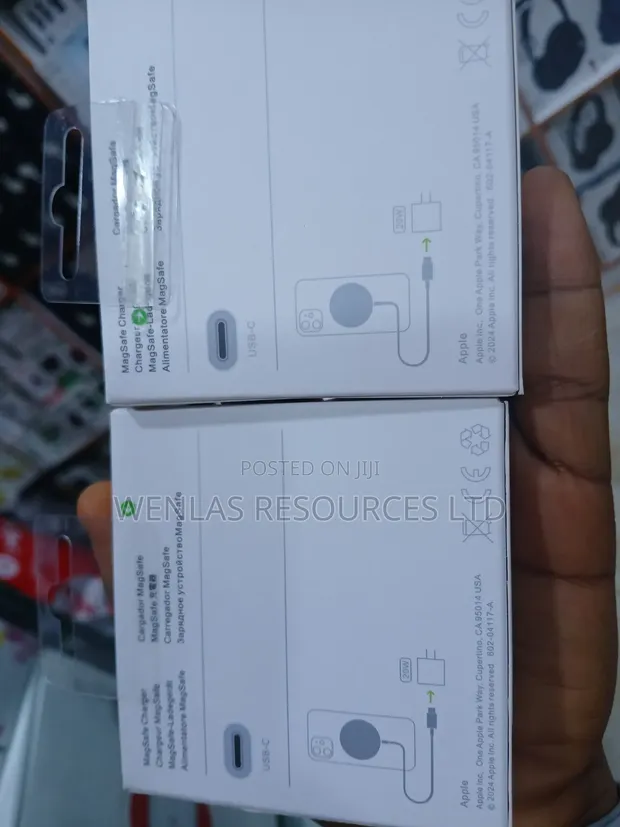 MagSafe Charger
Chargeur
MagSafe-Lad
Alimentatore MagSafe
Cargador MagSafe
USB-C
20W
Apple
Apple Inc., One Apple Park Way, Cupertino, CA 95014 USA
© 2024 Apple Inc. All rights reserved. 602-04117-A
POSTED ON JIJI
WENLAS RESOURCES LTD
MagSafe Charger
Chargeur MagSafe
MagSafe-Ladegerät
Alimentatore MagSafe
Cargador MagSafe
MagSafe 充電器
Carregador MagSafe
Зарядное устройство MagSafe
USB-C
20W
Apple
Apple Inc., One Apple Park Way, Cupertino, CA 95014 USA
© 2024 Apple Inc. All rights reserved. 602-04117-A